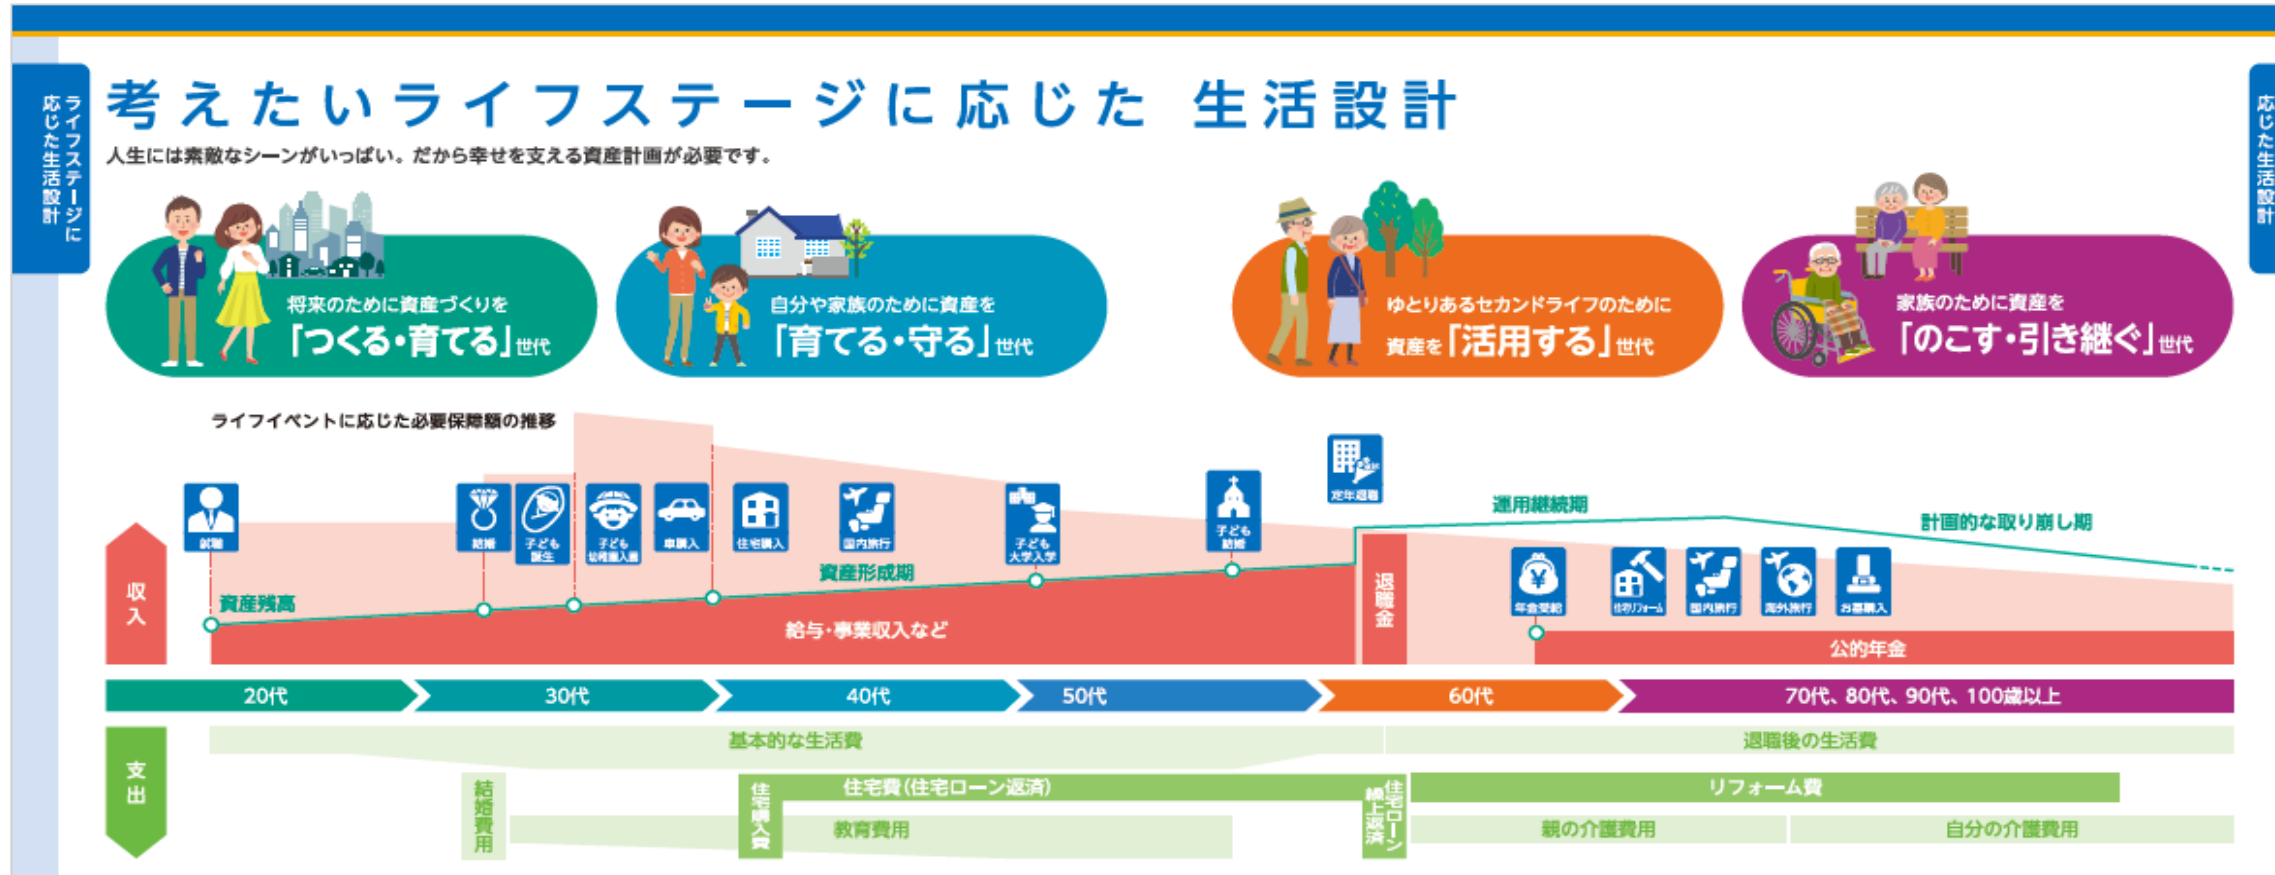 ライフステージに
応じた生活設計
考えたいライフステージに応じた 生活設計
人生には素敵なシーンがいっぱい。だから幸せを支える資産計画が必要です。
将来のために資産づくりを
「つくる・育てる」世代
自分や家族のために資産を
「育てる・守る」世代
ゆとりあるセカンドライフのために
資産を「活用する」世代
家族のために資産を
「のこす・引き継ぐ」世代
応じた生活設計
ライフイベントに応じた必要保障額の推移
就職
結婚
子ども
誕生
子ども
幼稚園入園
車購入
住宅購入
国内旅行
子ども
大学入学
子ども
結婚
定年退職
運用継続期
計画的な取り崩し期
収入
資産残高
資産形成期
給与・事業収入など
退職金
年金受給
住宅リフォーム
国内旅行
海外旅行
お墓購入
公的年金
20代
30代
40代
50代
60代
70代、80代、90代、100歳以上
支出
基本的な生活費
退職後の生活費
結婚費用
住宅購入費
住宅費(住宅ローン返済)
教育費用
住宅ローン
繰上返済
リフォーム費
親の介護費用
自分の介護費用